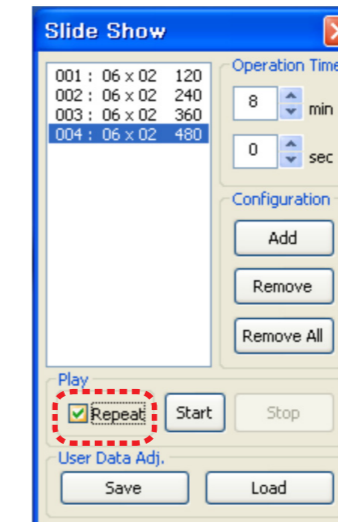 Slide Show
001 : 06 x 02 120
002 : 06 x 02 240
003 : 06 x 02 360
004 : 06 x 02 480
Operation Time
8 min
0 sec
Configuration
Add
Remove
Remove All
Play
Repeat Start Stop
User Data Adj.
Save Load